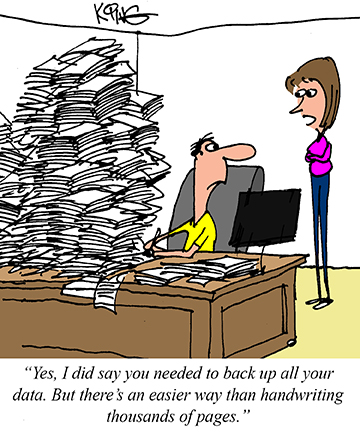 “Yes, I did say you needed to back up all your
data. But there’s an easier way than handwriting
thousands of pages.”